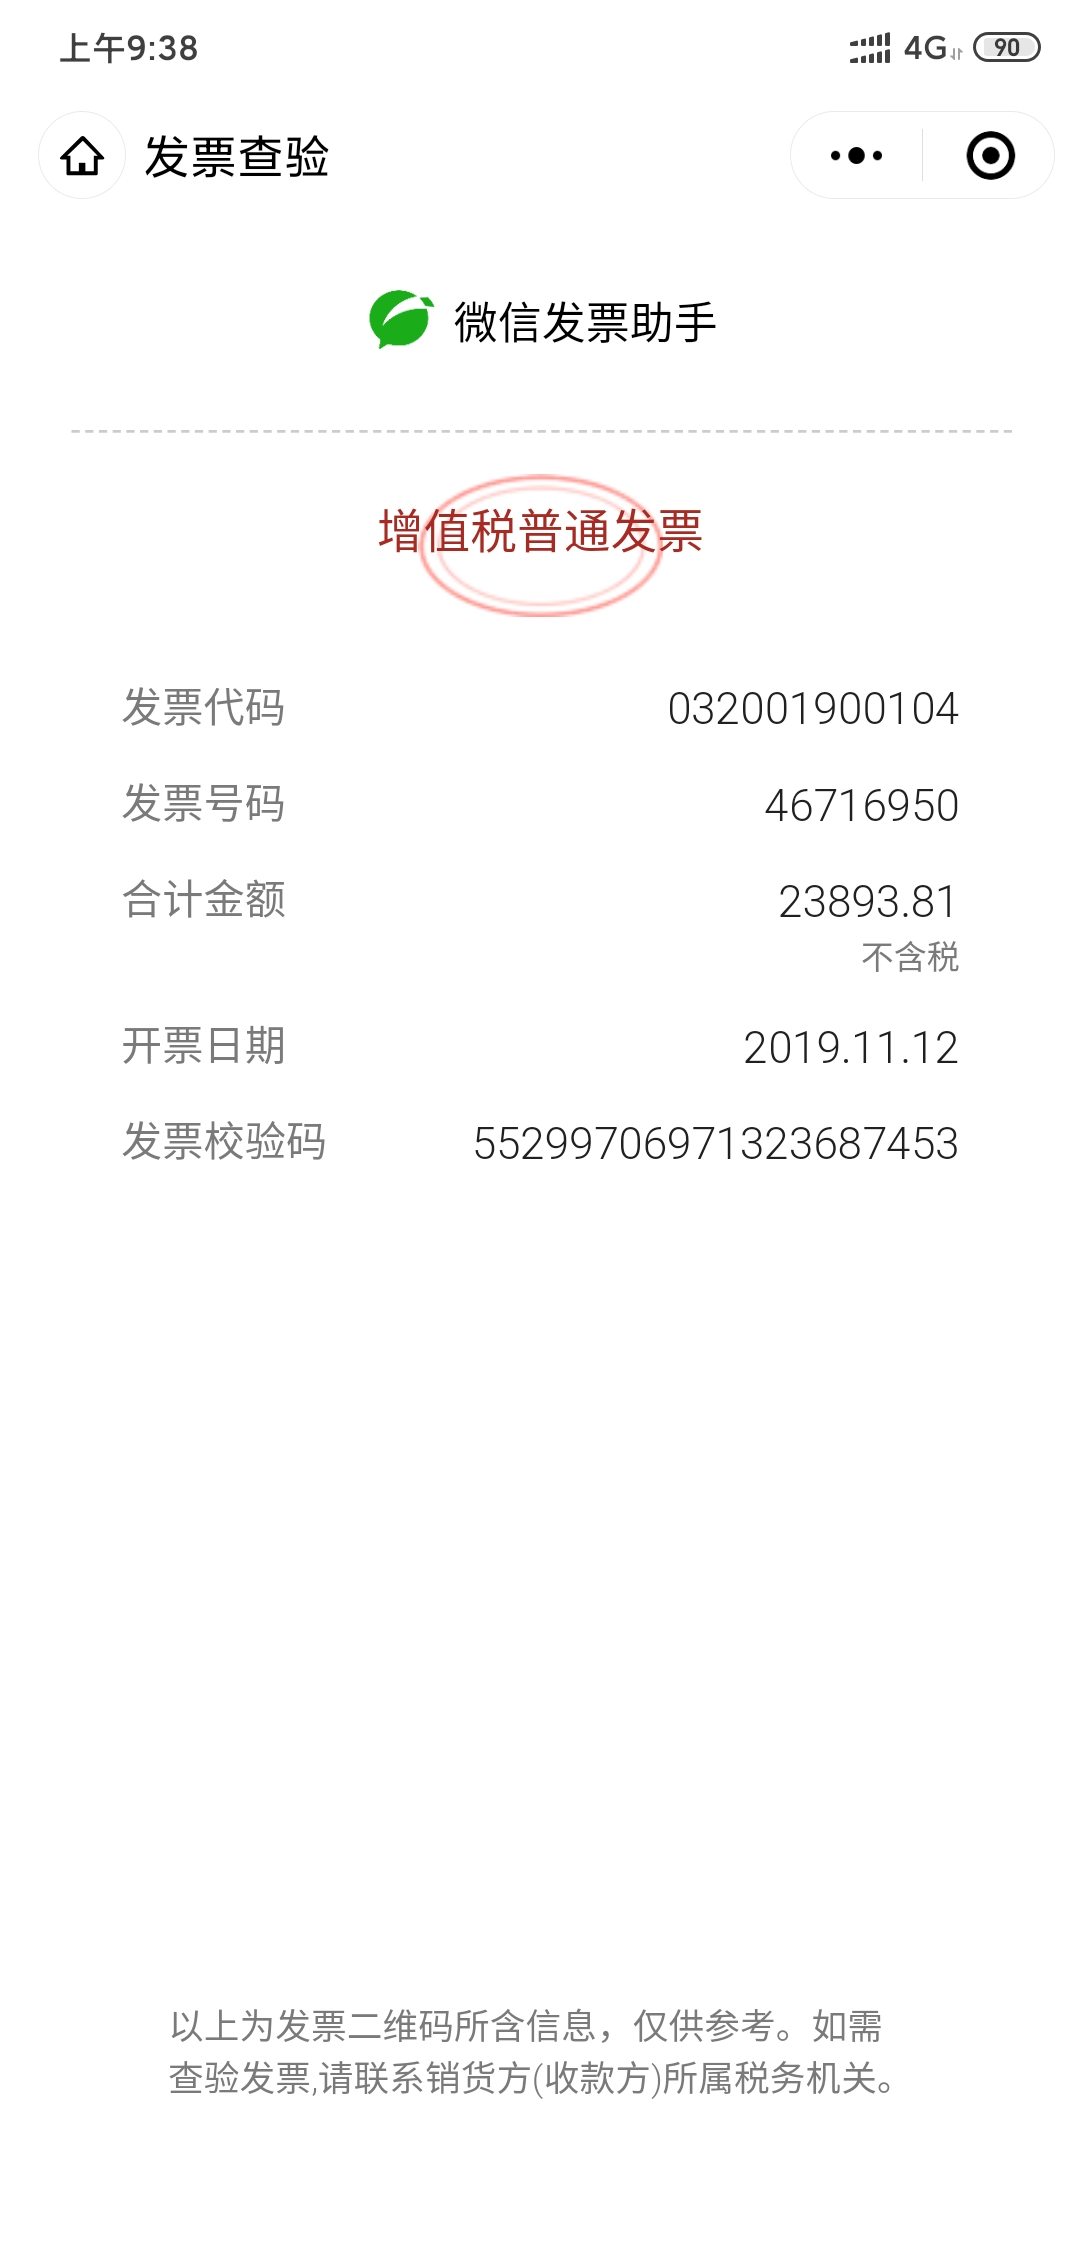 上午9:38
4G
90
发票查验
微信发票助手
增值税普通发票
发票代码 032001900104
发票号码 46716950
合计金额 23893.81
不含税
开票日期 2019.11.12
发票校验码 55299706971323687453
以上为发票二维码所含信息，仅供参考。如需
查验发票,请联系销货方(收款方)所属税务机关。